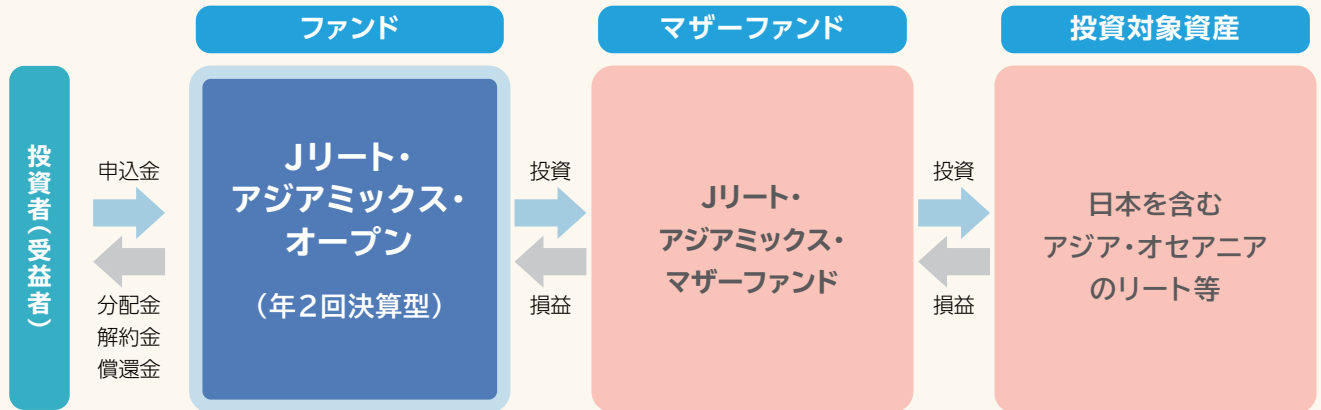 ファンド
マザーファンド
投資対象資産
投資者（受益者）
申込金
分配金
解約金
償還金
Jリート・
アジアミックス・
オープン
（年2回決算型）
投資
損益
Jリート・
アジアミックス・
マザーファンド
投資
損益
日本を含む
アジア・オセアニア
のリート等